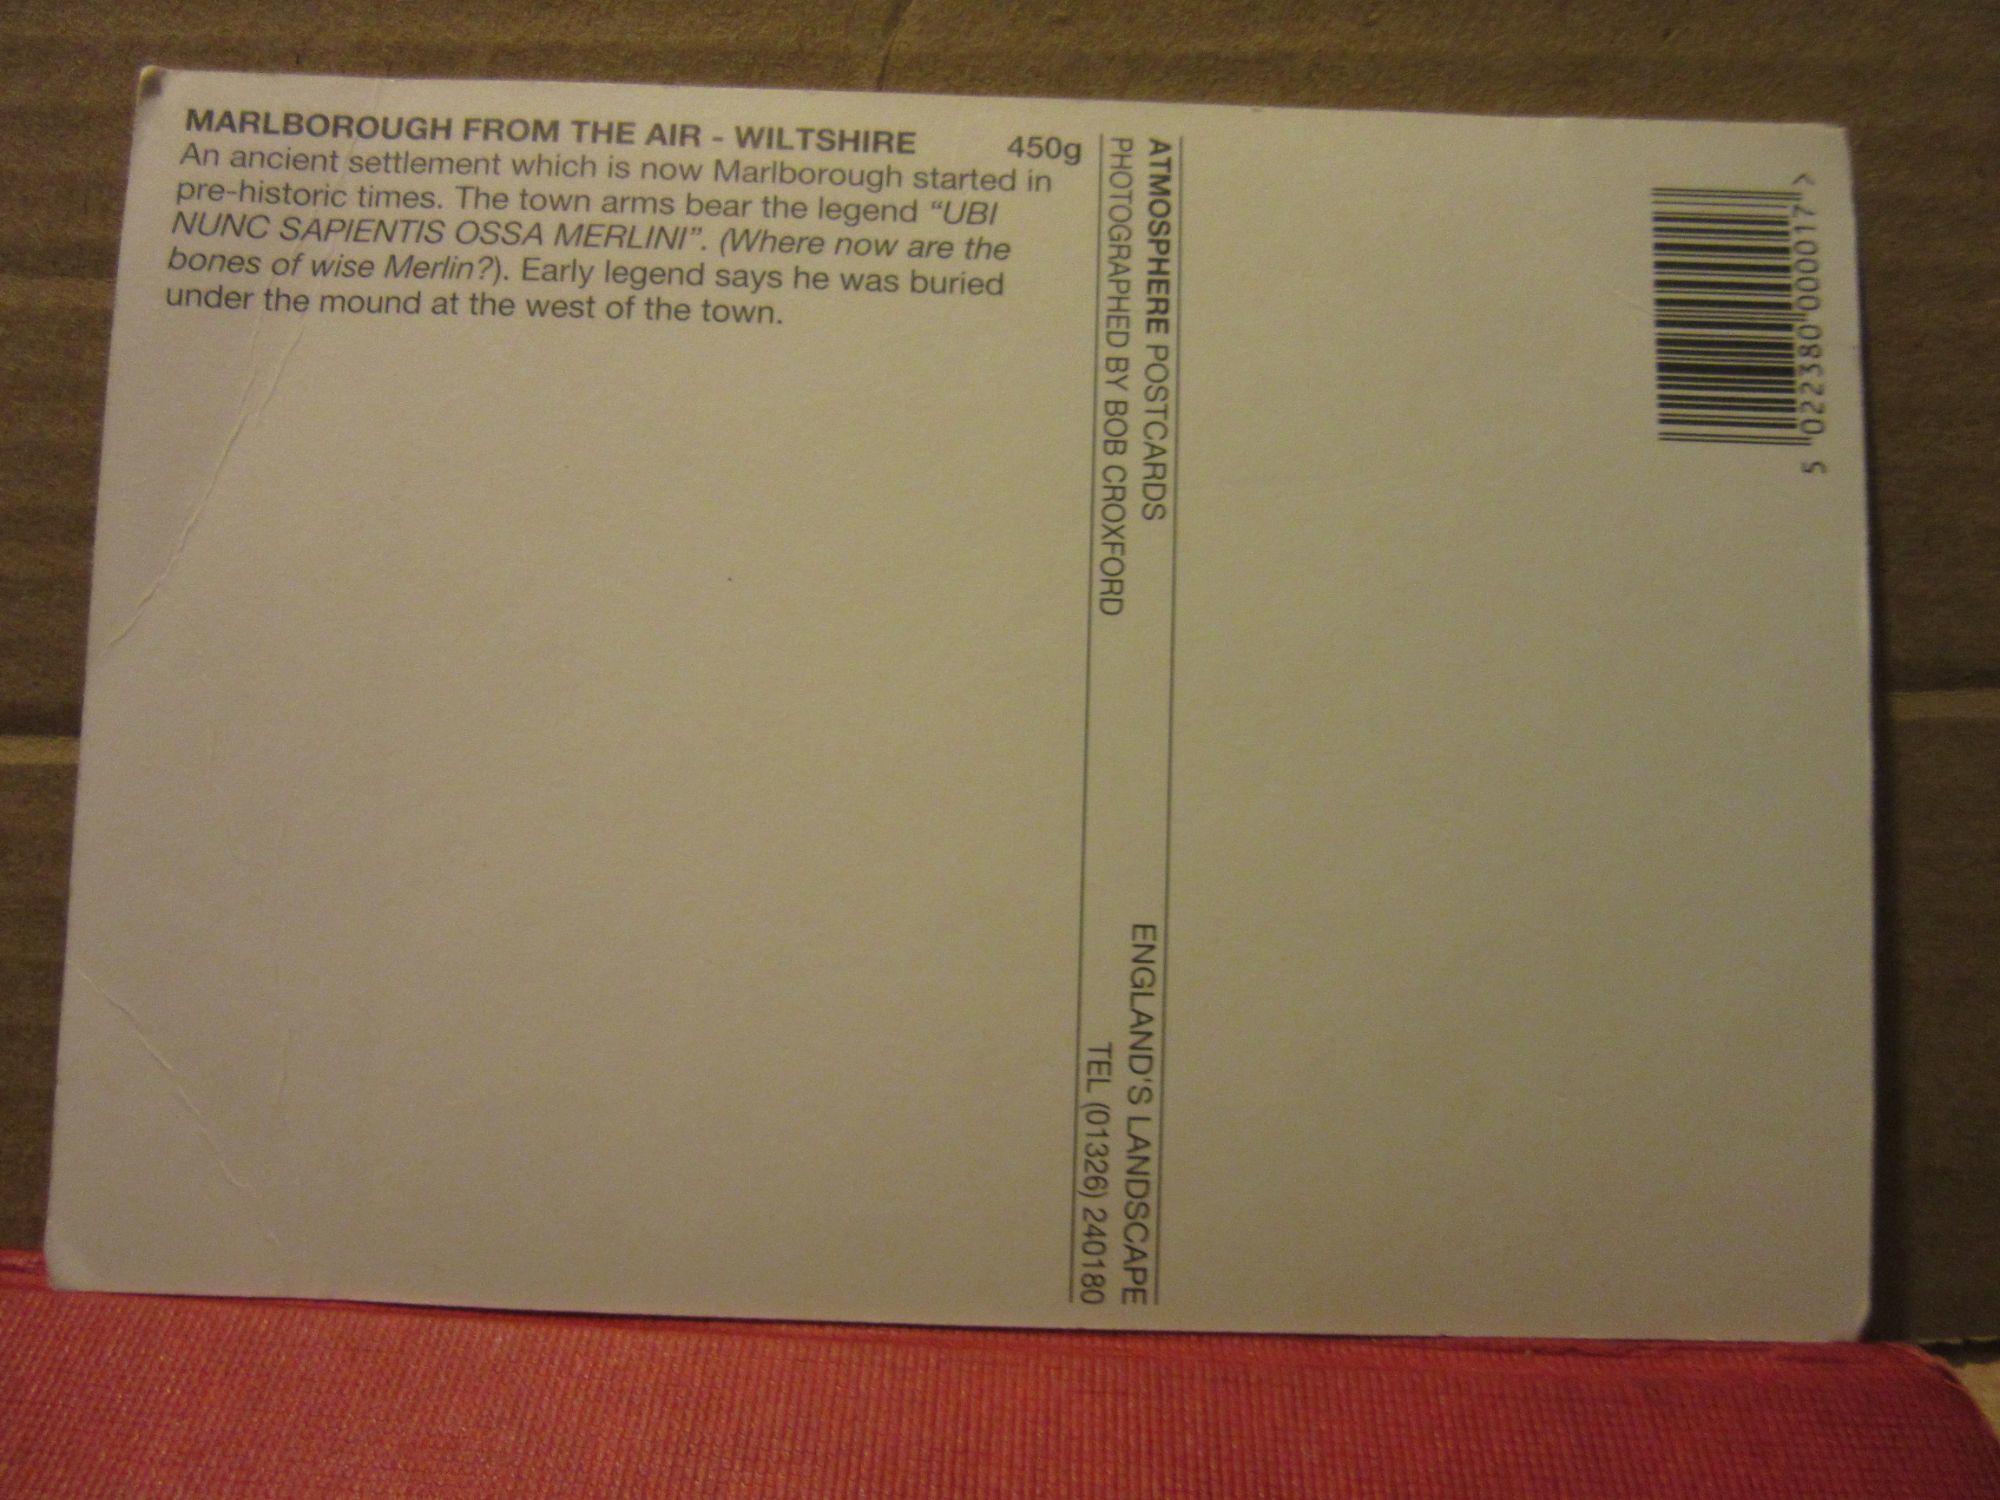 MARLBOROUGH FROM THE AIR - WILTSHIRE 450g
An ancient settlement which is now Marlborough started in
pre-historic times. The town arms bear the legend “UBI
NUNC SAPIENTIS OSSA MERLINI”. (Where now are the
bones of wise Merlin?). Early legend says he was buried
under the mound at the west of the town.
ATMOSPHERE POSTCARDS ENGLAND'S LANDSCAPE
PHOTOGRAPHED BY BOB CROXFORD TEL (01326) 240180
5 022380 000017 >